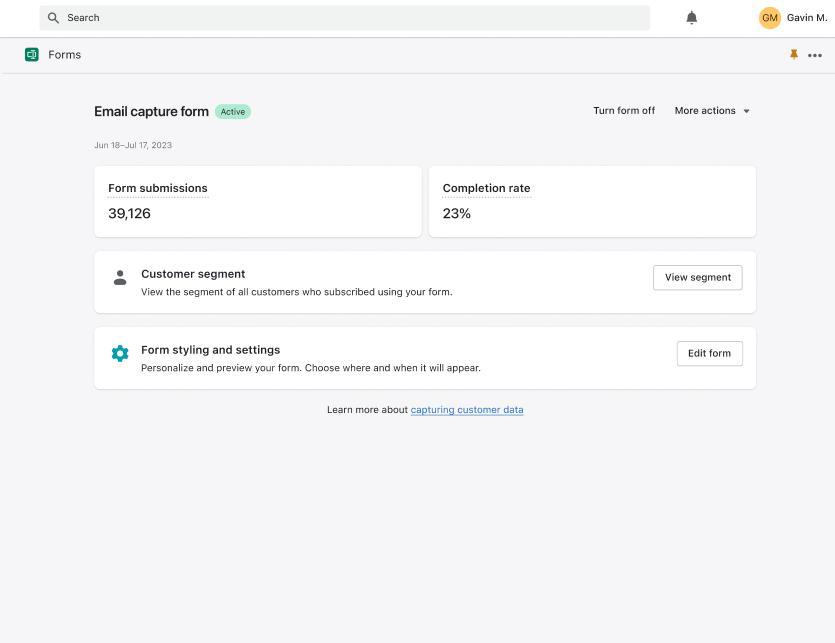 Search
GM Gavin M.
Forms
Email capture form Active
Turn form off More actions
Jun 18–Jul 17, 2023
Form submissions
39,126
Completion rate
23%
Customer segment
View the segment of all customers who subscribed using your form.
View segment
Form styling and settings
Personalize and preview your form. Choose where and when it will appear.
Edit form
Learn more about capturing customer data